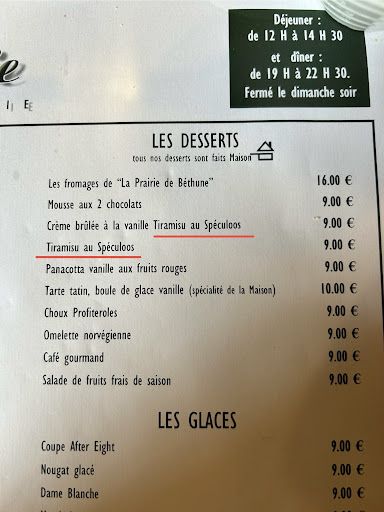 Déjeuner :
de 12 H à 14 H 30
et dîner :
de 19 H à 22 H 30.
Fermé le dimanche soir
LES DESSERTS
tous nos desserts sont faits Maison
Les fromages de “La Prairie de Béthune” 16.00 €
Mousse aux 2 chocolats 9.00 €
Crème brûlée à la vanille Tiramisu au Spéculoos 9.00 €
Tiramisu au Spéculoos 9.00 €
Panacotta vanille aux fruits rouges 9.00 €
Tarte tatin, boule de glace vanille (spécialité de la Maison) 10.00 €
Choux Profiteroles 9.00 €
Omelette norvégienne 9.00 €
Café gourmand 9.00 €
Salade de fruits frais de saison 9.00 €
LES GLACES
Coupe After Eight 9.00 €
Nougat glacé 9.00 €
Dame Blanche 9.00 €